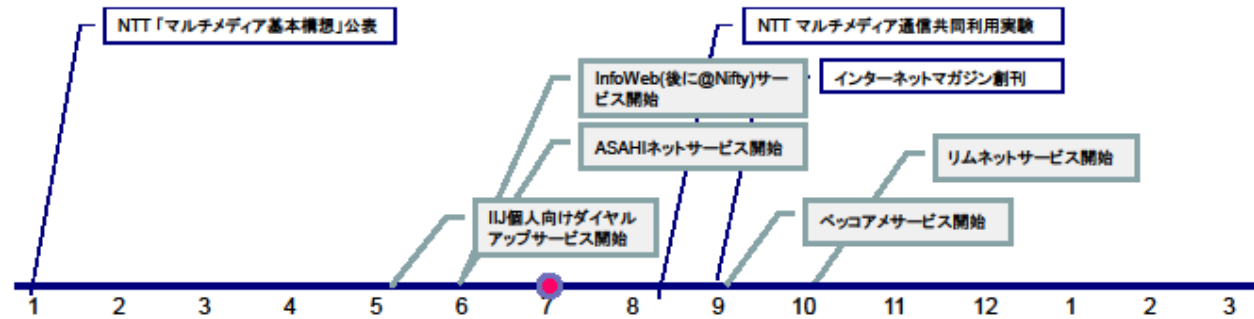 NTT「マルチメディア基本構想」公表
NTT マルチメディア通信共同利用実験
InfoWeb(後に@Nifty)サー
ビス開始
インターネットマガジン創刊
ASAHIネットサービス開始
リムネットサービス開始
IIJ個人向けダイヤル
アップサービス開始
ベッコアメサービス開始
1 2 3 4 5 6 7 8 9 10 11 12 1 2 3